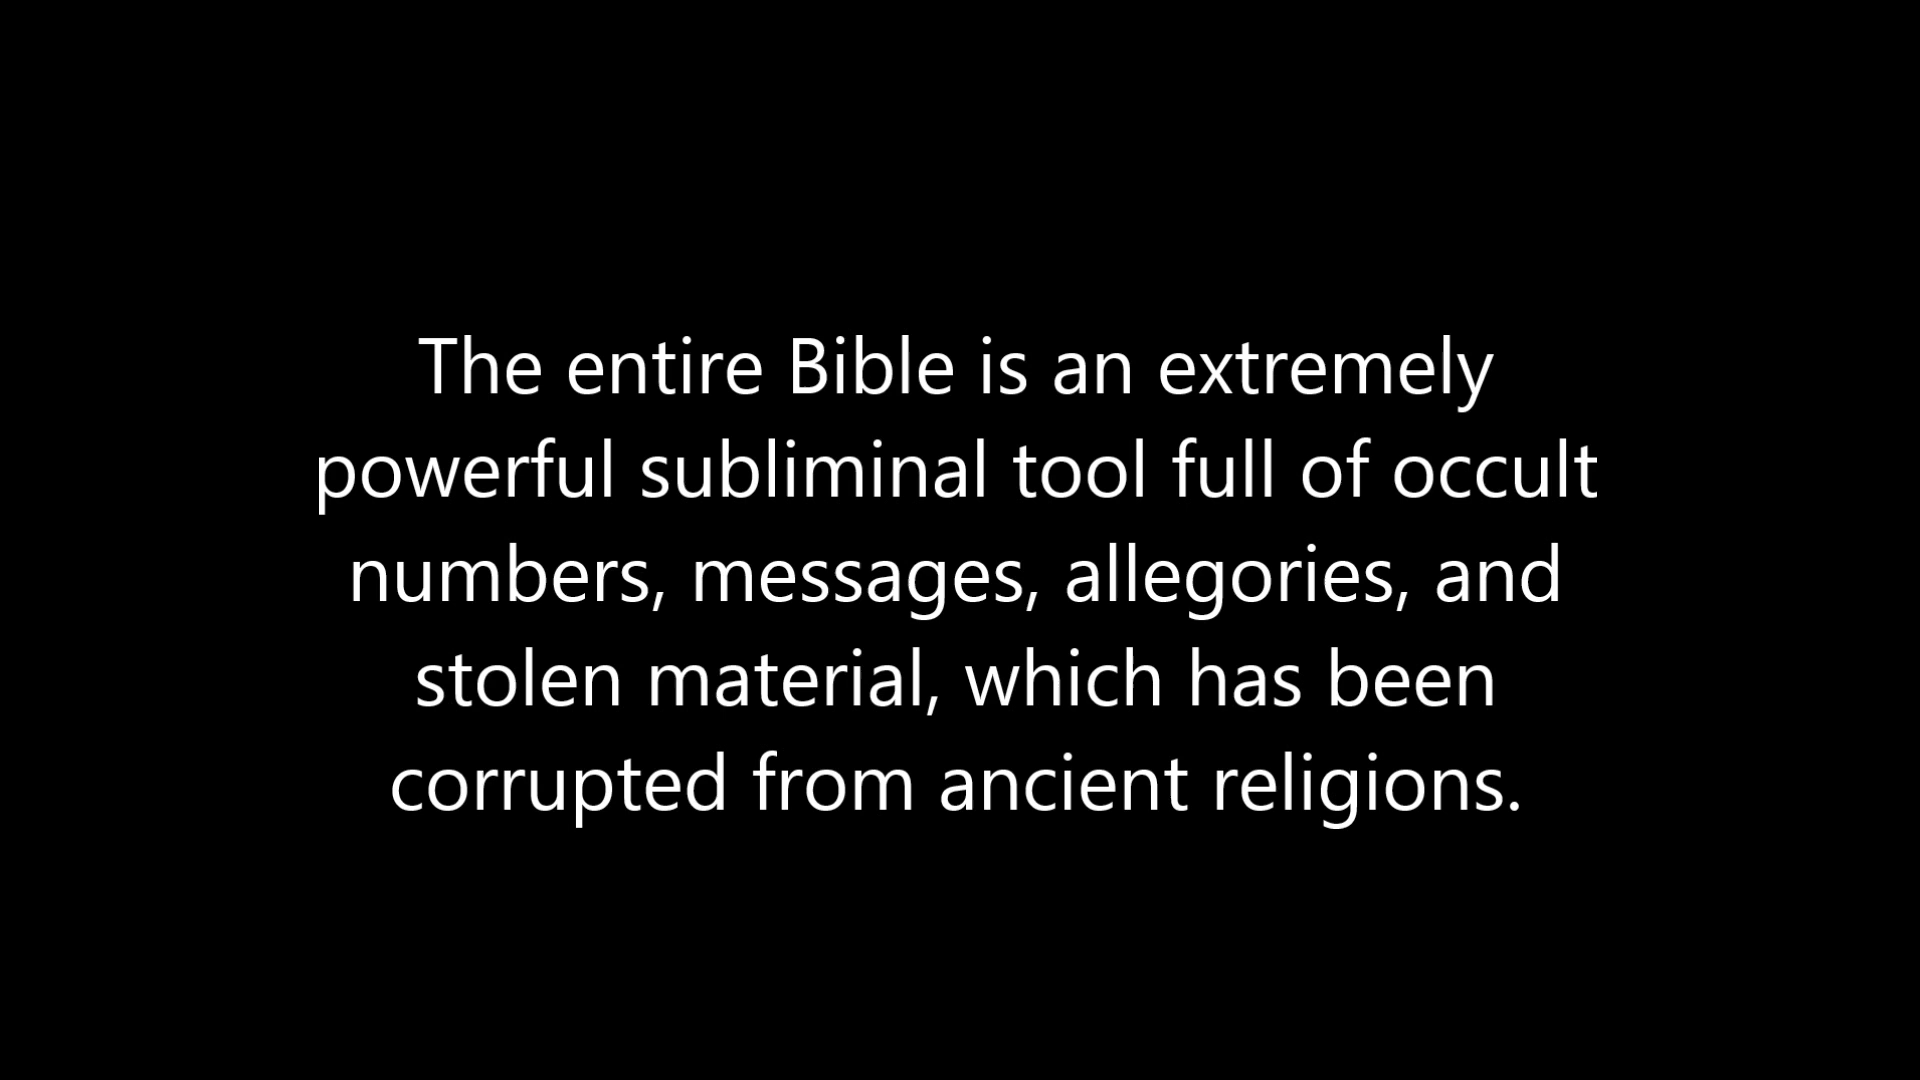 The entire Bible is an extremely
powerful subliminal tool full of occult
numbers, messages, allegories, and
stolen material, which has been
corrupted from ancient religions.